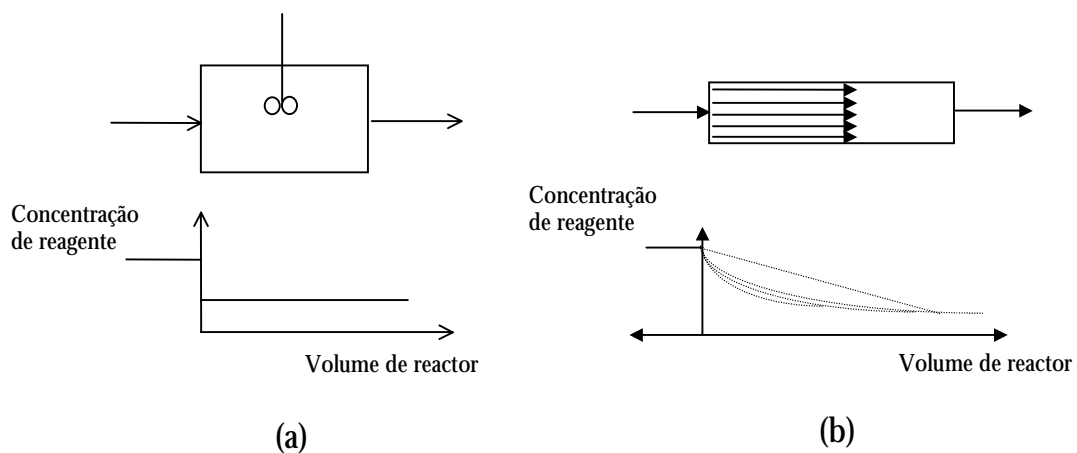 Concentração
de reagente
Volume de reactor
(a)
Concentração
de reagente
Volume de reactor
(b)